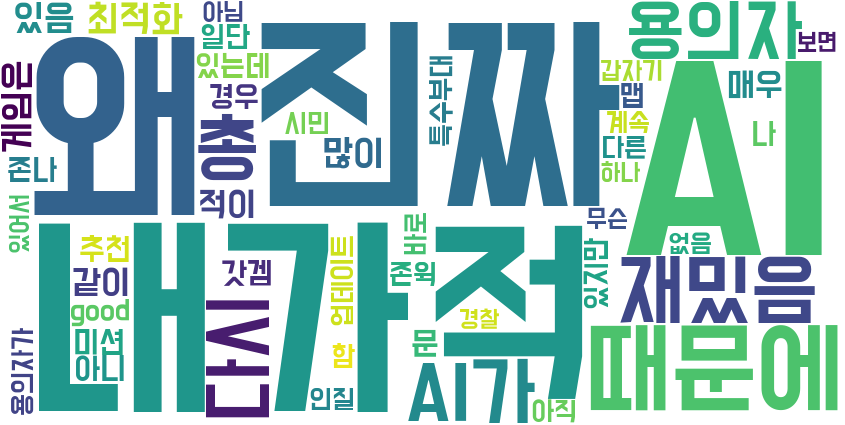 있음
최적화
아님
일단
있는데
왜
진짜
용의자
보면
게임은
경우
총
시민
많이
특수부대
갑자기
맵
계속
다른
하나
매우
나
AI
존나
적이
있어서
추천
같이
good
미션
아디
내가
다시
갓겜
업데이트
바로
존윅
적
무슨
없음
있지만
재밌음
때문에
경찰
문
함
인질
AI가
아직
용의자가